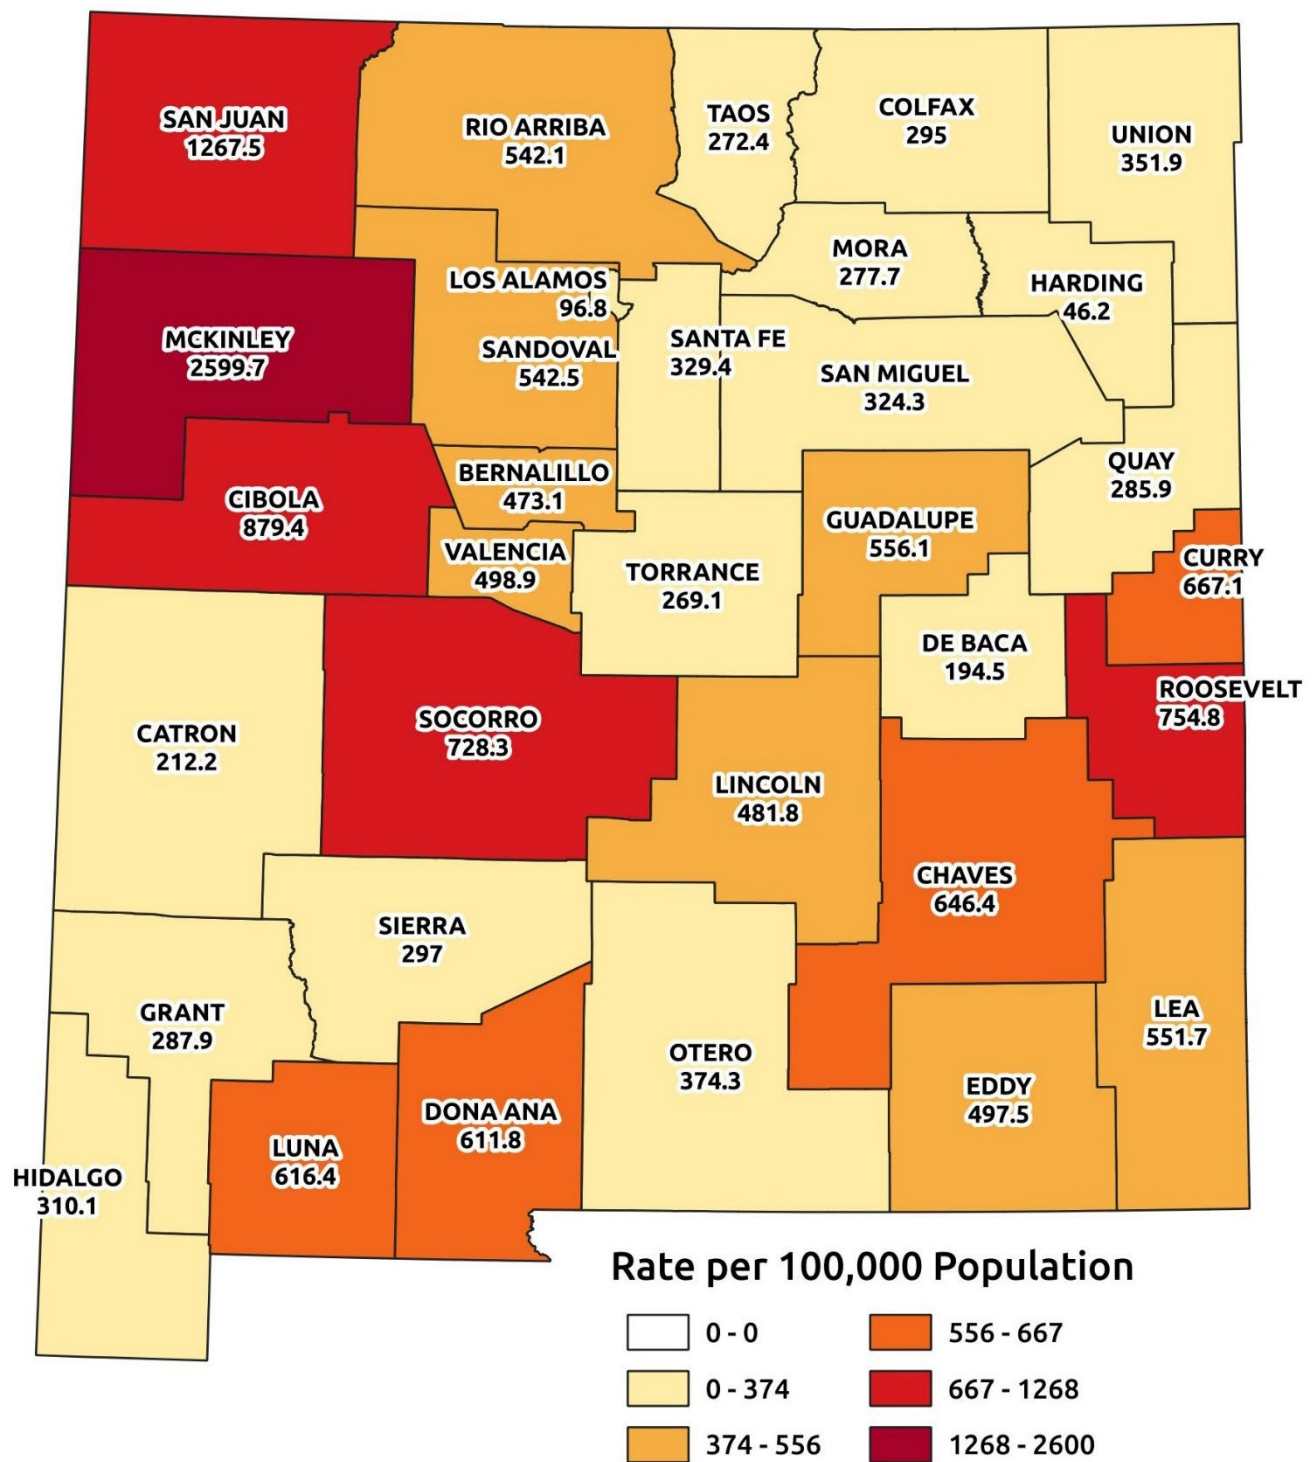 SAN JUAN
1267.5
RIO ARRIBA
542.1
TAOS
272.4
COLFAX
295
UNION
351.9
MORA
277.7
HARDING
46.2
LOS ALAMOS
96.8
MCKINLEY
2599.7
SANDOVAL
542.5
SANTA FE
329.4
SAN MIGUEL
324.3
BERNALILLO
473.1
QUAY
285.9
CIBOLA
879.4
GUADALUPE
556.1
VALENCIA
498.9
TORRANCE
269.1
CURRY
667.1
DE BACA
194.5
ROOSEVELT
754.8
CATRON
212.2
SOCORRO
728.3
LINCOLN
481.8
CHAVES
646.4
SIERRA
297
GRANT
287.9
OTERO
374.3
LEA
551.7
EDDY
497.5
DONA ANA
611.8
LUNA
616.4
HIDALGO
310.1
Rate per 100,000 Population
0 - 0
0 - 374
374 - 556
556 - 667
667 - 1268
1268 - 2600